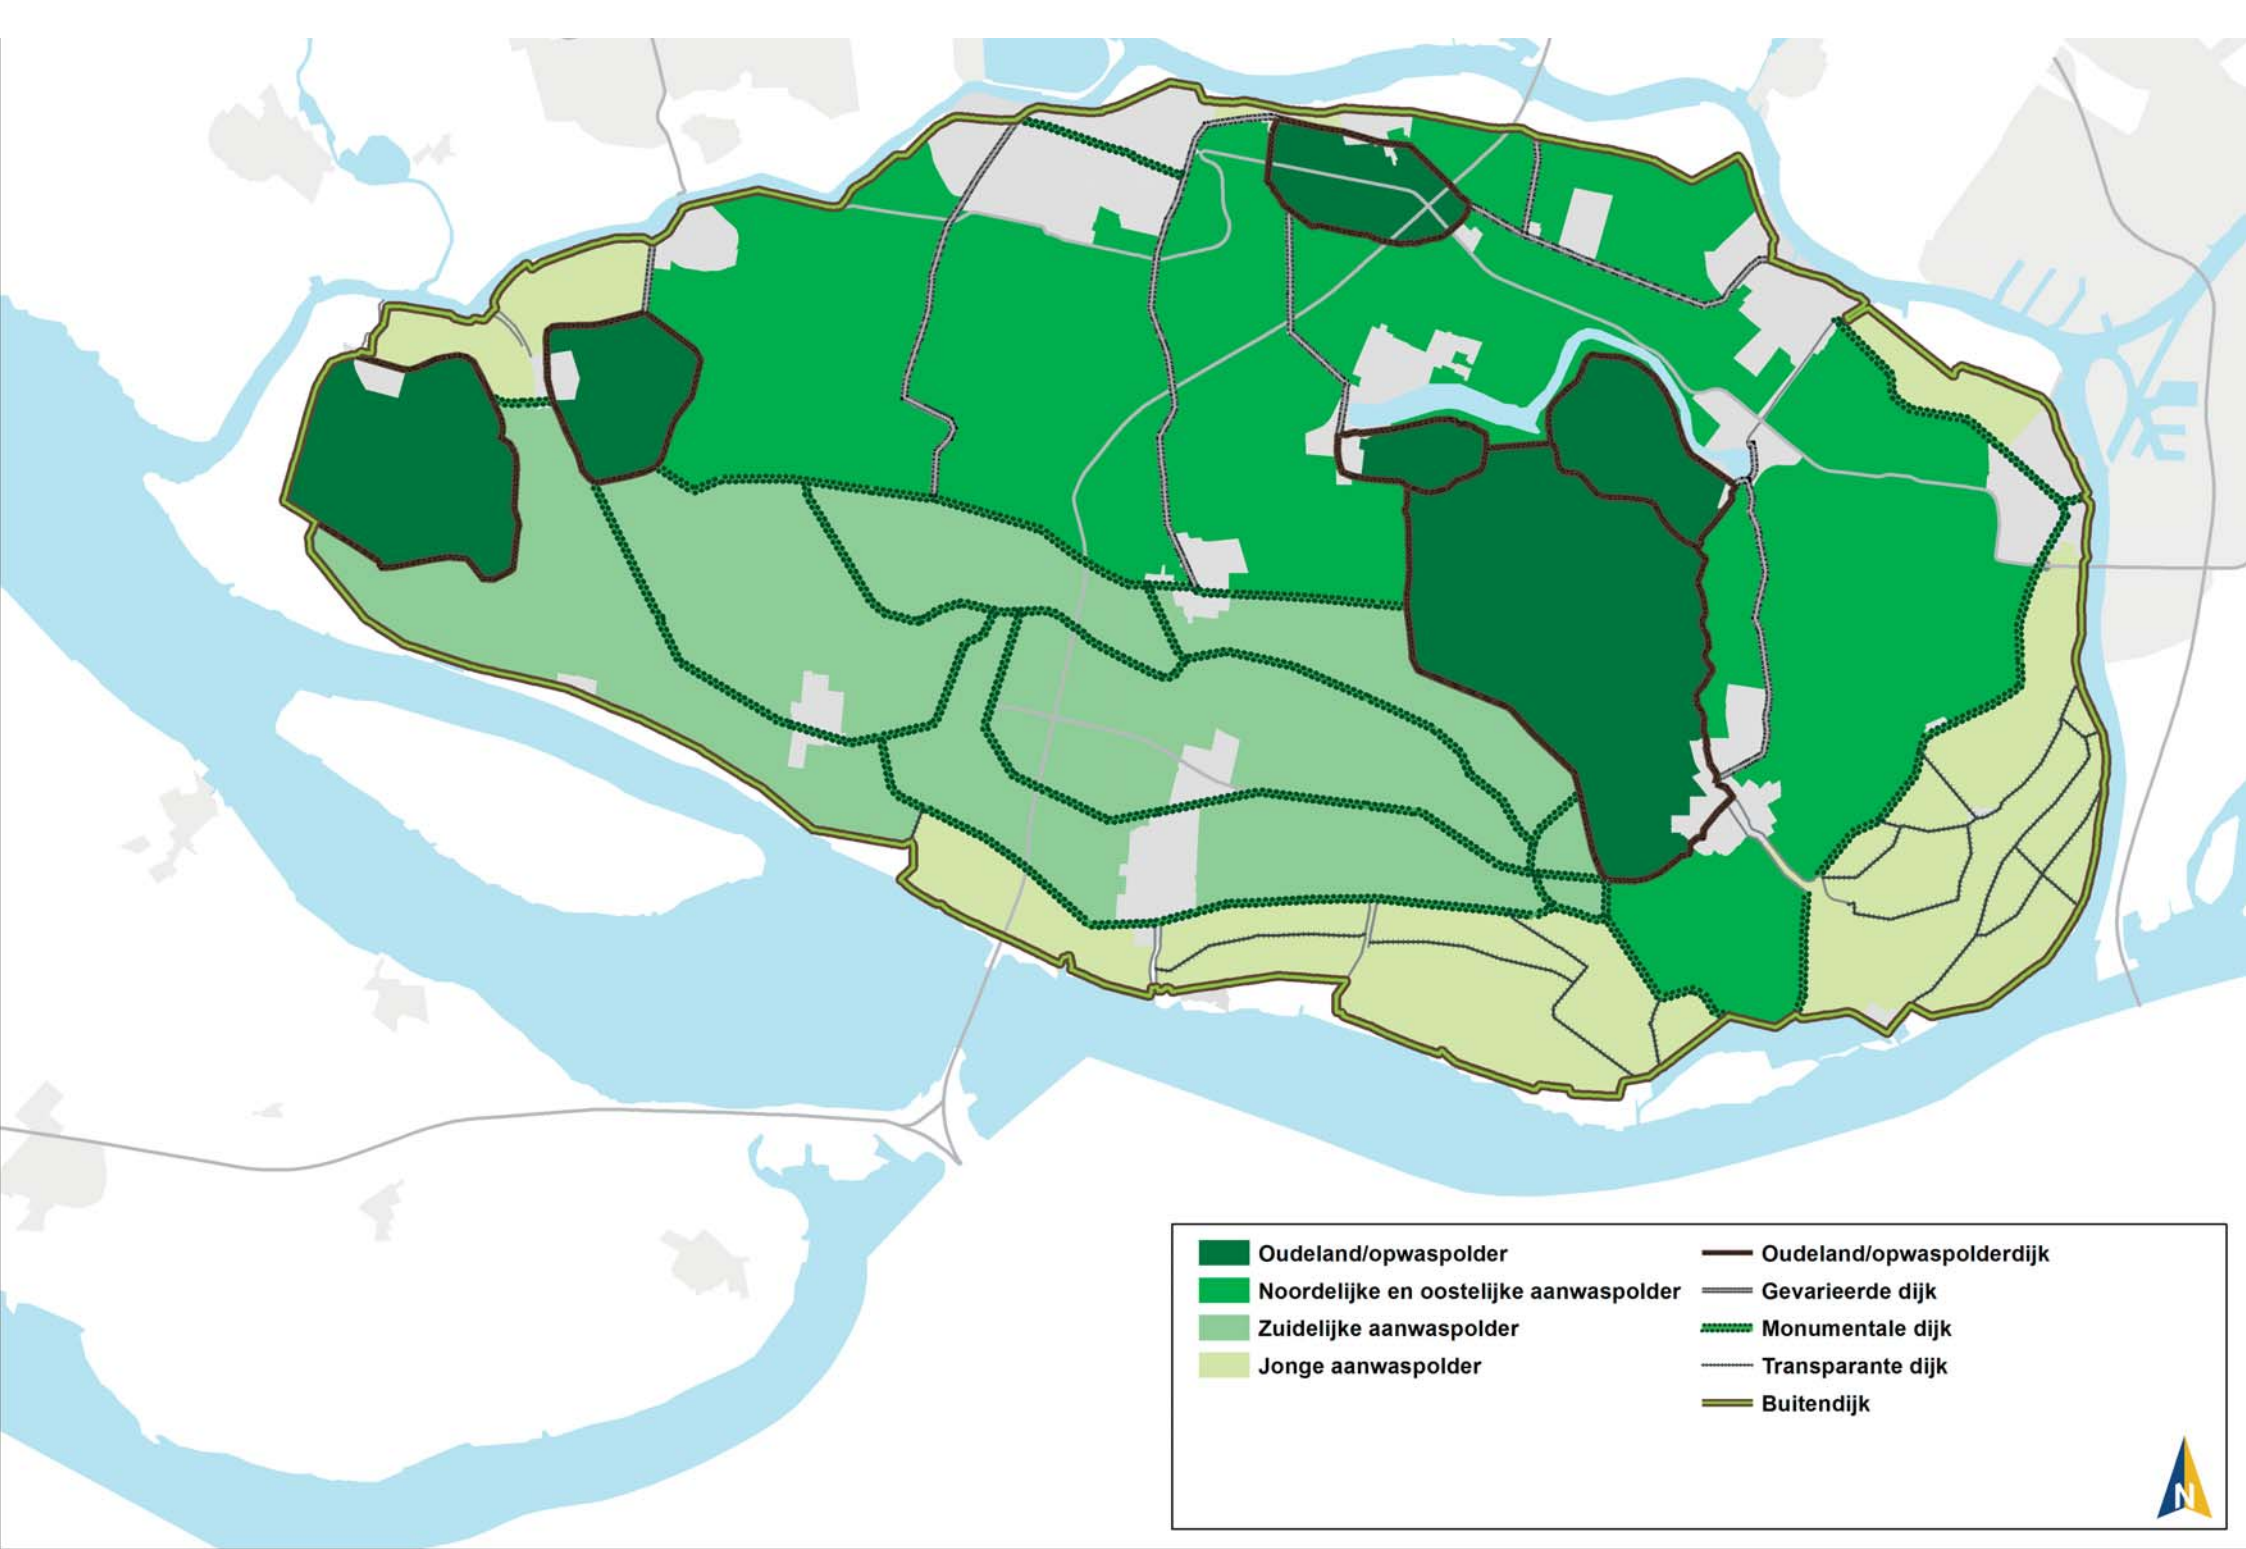 Oudeland/opwaspolder
Noordelijke en oostelijke aanwaspolder
Zuidelijke aanwaspolder
Jonge aanwaspolder
Oudeland/opwaspolderdijk
Gevarieerde dijk
Monumentale dijk
Transparante dijk
Buitendijk
N